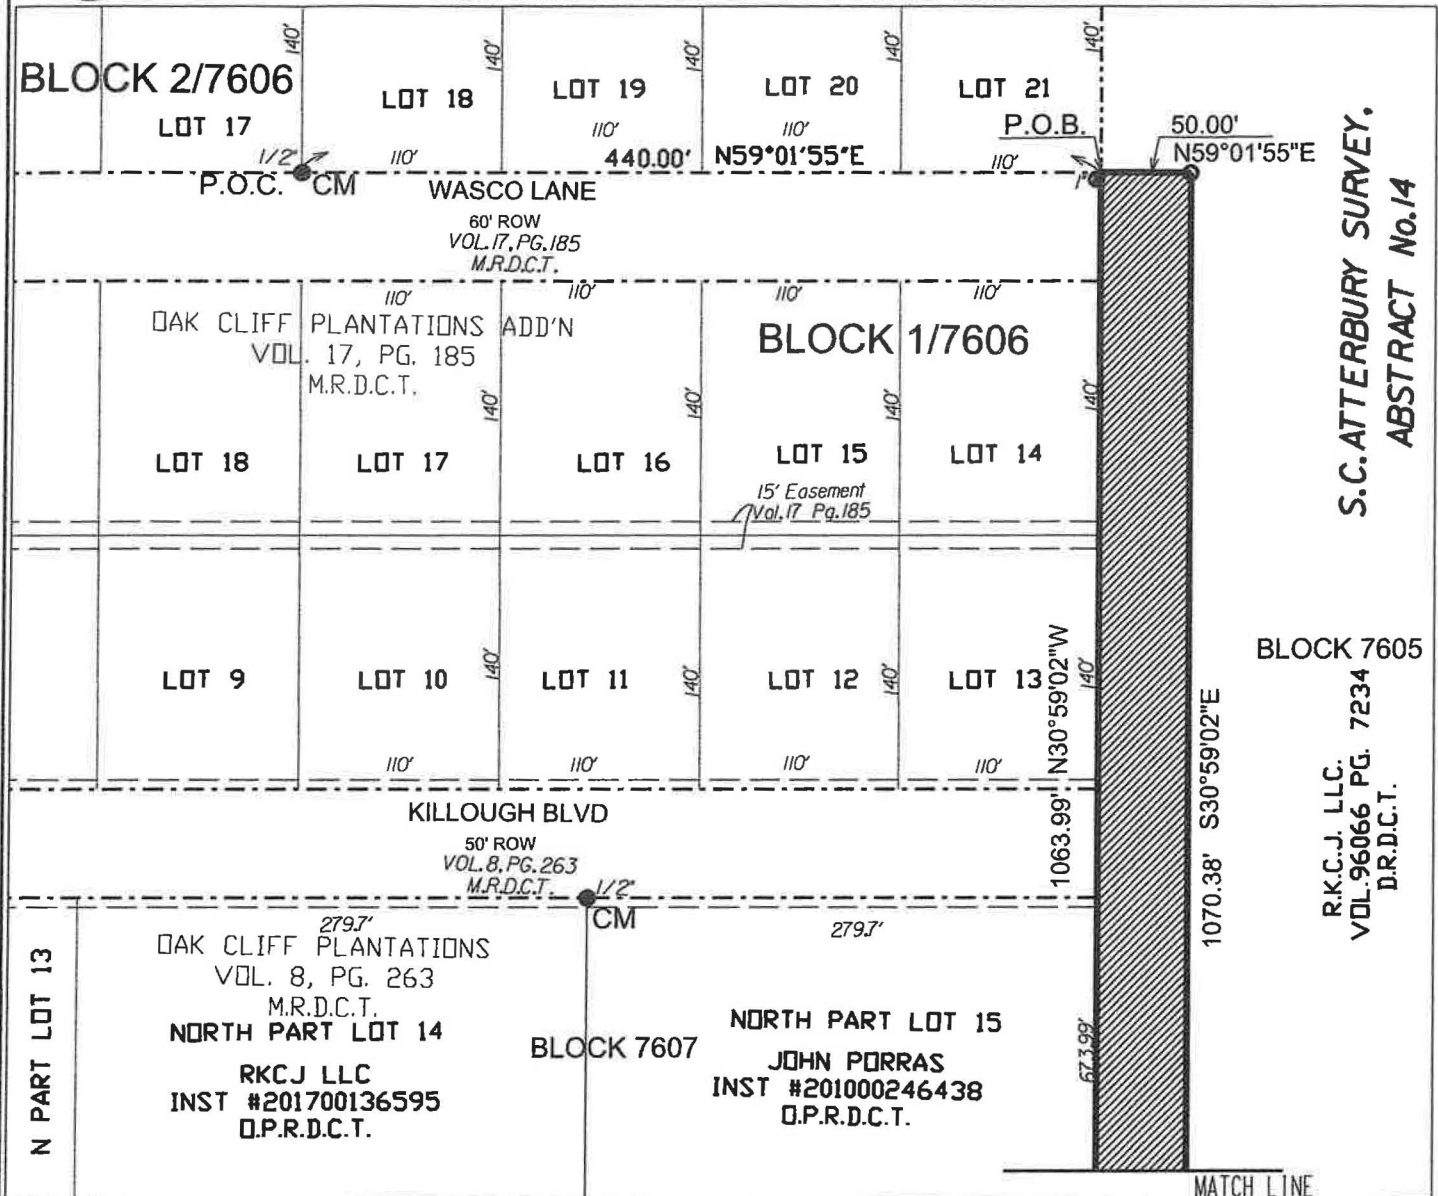 140'
140'
140'
140'
140'
BLOCK 2/7606
LOT 17
LOT 18
LOT 19
LOT 20
LOT 21
P.O.B.
50.00'
N59°01'55"E
1/2"
110'
110'
440.00' N59°01'55"E
110'
110'
1"
P.O.C.
CM
WASCO LANE
60' ROW
VOL.17,PG.185
M.R.D.C.T.
S.C.ATTERBURY SURVEY,
ABSTRACT No.14
110'
110'
110'
110'
OAK CLIFF PLANTATIONS ADD'N
VOL. 17, PG. 185
M.R.D.C.T.
BLOCK 1/7606
140'
140'
140'
140'
LOT 18
LOT 17
LOT 16
LOT 15
LOT 14
15' Easement
Vol.17 Pg.185
LOT 9
LOT 10
LOT 11
LOT 12
LOT 13
140'
140'
140'
140'
110'
110'
110'
110'
1063.99' N30°59'02"W
1070.38' S30°59'02"E
BLOCK 7605
R.K.C.J. LLC.
VOL.96066 PG. 7234
D.R.D.C.T.
KILLOUGH BLVD
50' ROW
VOL.8,PG.263
M.R.D.C.T.
1/2"
CM
279.7'
279.7'
N PART LOT 13
OAK CLIFF PLANTATIONS
VOL. 8, PG. 263
M.R.D.C.T.
NORTH PART LOT 14
RKCJ LLC
INST #201700136595
O.P.R.D.C.T.
BLOCK 7607
NORTH PART LOT 15
JOHN PORRAS
INST #201000246438
O.P.R.D.C.T.
673.99'
MATCH LINE